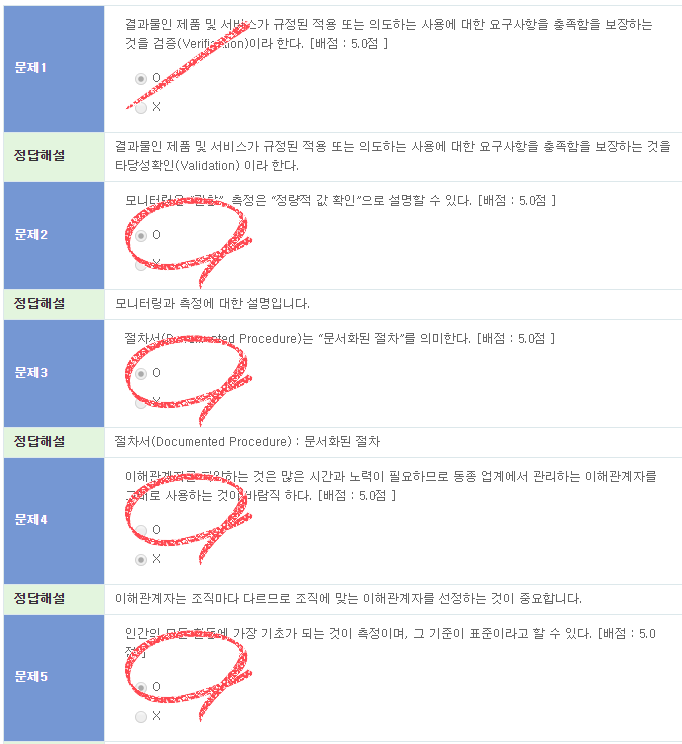 문제1
결과물인 제품 및 서비스가 규정된 적용 또는 의도하는 사용에 대한 요구사항을 충족함을 보장하는
것을 검증(Verification)이라 한다. [배점 : 5.0점 ]
O
X
정답해설
결과물인 제품 및 서비스가 규정된 적용 또는 의도하는 사용에 대한 요구사항을 충족함을 보장하는 것을
타당성확인(Validation) 이라 한다.
문제2
모니터링은 “관찰”, 측정은 “정량적 값 확인”으로 설명할 수 있다. [배점 : 5.0점 ]
O
X
정답해설
모니터링과 측정에 대한 설명입니다.
문제3
절차서(Documented Procedure)는 “문서화된 절차”를 의미한다. [배점 : 5.0점 ]
O
X
정답해설
절차서(Documented Procedure) : 문서화된 절차
문제4
이해관계자를 파악하는 것은 많은 시간과 노력이 필요하므로 동종 업계에서 관리하는 이해관계자를
그대로 사용하는 것이 바람직 하다. [배점 : 5.0점 ]
O
X
정답해설
이해관계자는 조직마다 다르므로 조직에 맞는 이해관계자를 선정하는 것이 중요합니다.
문제5
인간의 모든 활동에 가장 기초가 되는 것이 측정이며, 그 기준이 표준이라고 할 수 있다. [배점 : 5.0
점 ]
O
X